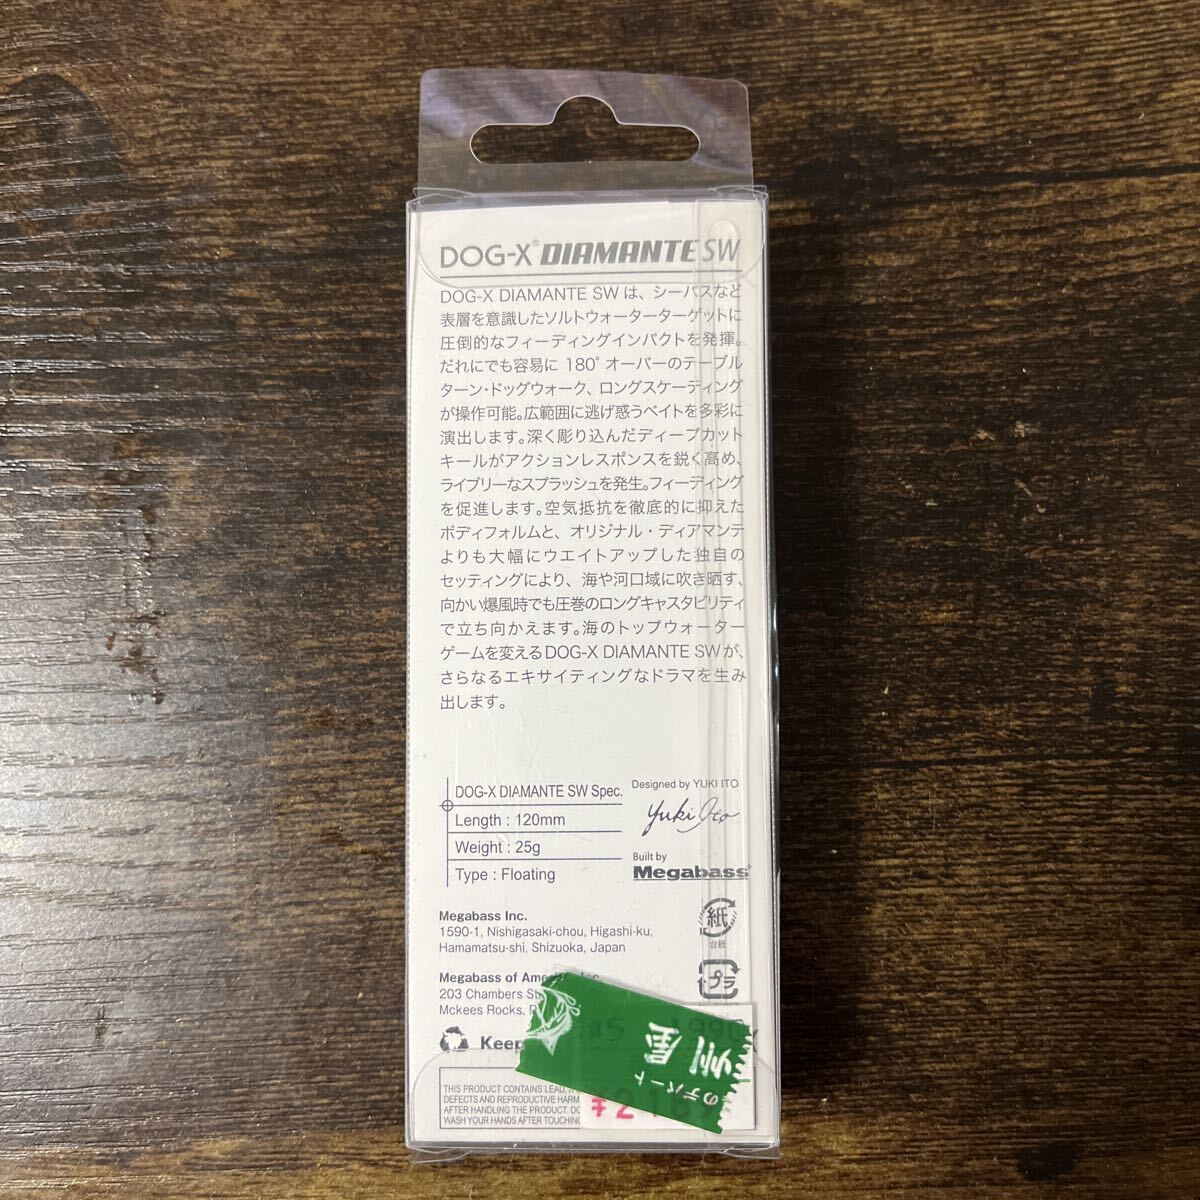 DOG-X® DIAMANTE SW
DOG-X DIAMANTE SW は、シーバスなど
表層を意識したソルトウォーターターゲットに
圧倒的なフィーディングインパクトを発揮。
だれにでも容易に 180° オーバーのテーブル
ターン・ドッグウォーク、ロングスケーティング
が操作可能。広範囲に逃げ惑うベイトを多彩に
演出します。深く彫り込んだディープカット
キールがアクションレスポンスを鋭く高め、
ライブリーなスプラッシュを発生。フィーディング
を促進します。空気抵抗を徹底的に抑えた
ボディフォルムと、オリジナル・ディアマンテ
よりも大幅にウエイトアップした独自の
セッティングにより、海や河口域に吹き晒す、
向かい爆風時でも圧巻のロングキャスタビリティ
で立ち向かえます。海のトップウォーター
ゲームを変えるDOG-X DIAMANTE SWが、
さらなるエキサイティングなドラマを生み
出します。
DOG-X DIAMANTE SW Spec.
Length : 120mm
Weight : 25g
Type : Floating
Designed by YUKI ITO
Yuki Ito
Built by
Megabass®
Megabass Inc.
1590-1, Nishigasaki-chou, Higashi-ku,
Hamamatsu-shi, Shizuoka, Japan
紙
台紙
プラ
Megabass of
203 Chambers
Mckees Rocks,
Keep
THIS PRODUCT CONTAINS LEAD,
DEFECTS AND REPRODUCTIVE HARM
AFTER HANDLING THE PRODUCT.
WASH YOUR HANDS AFTER TOUCHING
のデパート